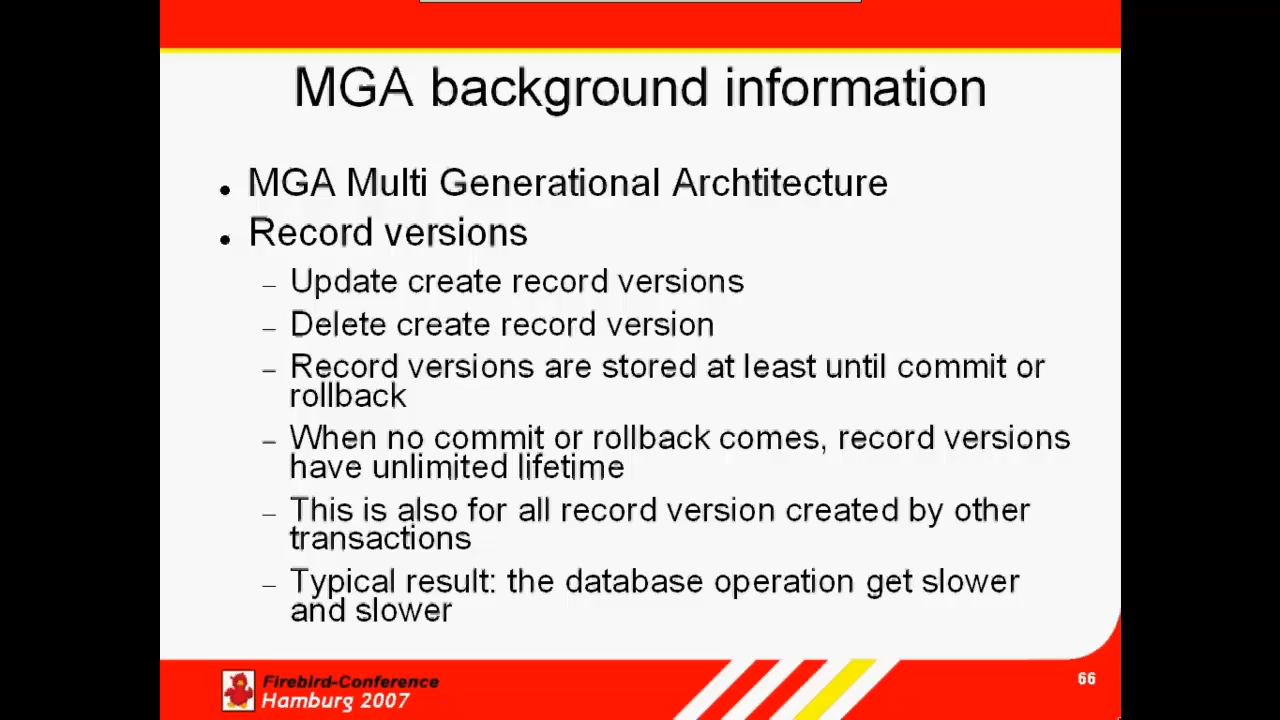 MGA background information
• MGA Multi Generational Archtitecture
• Record versions
– Update create record versions
– Delete create record version
– Record versions are stored at least until commit or
rollback
– When no commit or rollback comes, record versions
have unlimited lifetime
– This is also for all record version created by other
transactions
– Typical result: the database operation get slower
and slower
Firebird-Conference
Hamburg 2007
66